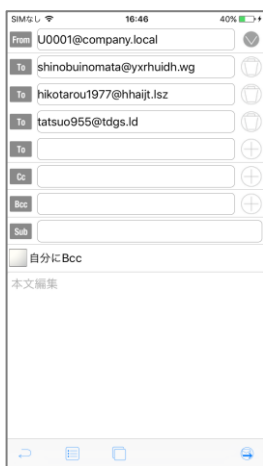 SIMなし 16:46 40%
From U0001@company.local
To shinobuinomata@yxrhuidh.wg
To hikotarou1977@hhaijt.lsz
To tatsuo955@tdgs.ld
To
Cc
Bcc
Sub
自分にBcc
本文編集